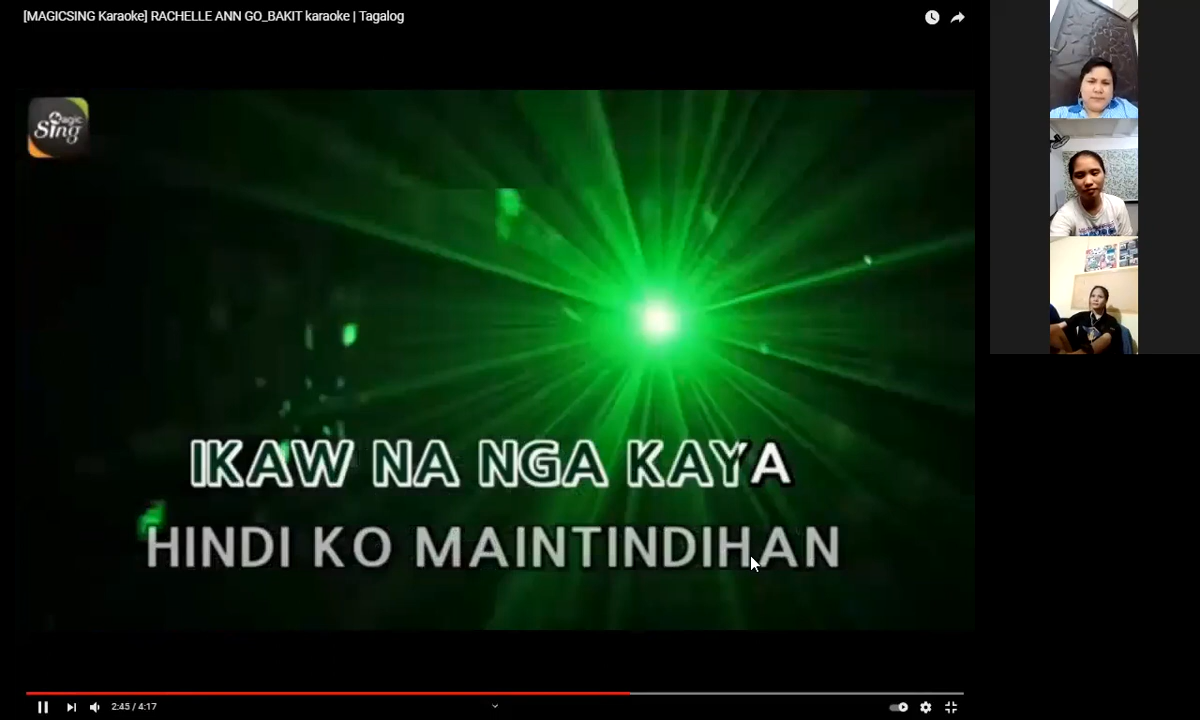 [MAGICSING Karaoke] RACHELLE ANN GO_BAKIT karaoke | Tagalog
Magic
Sing
IKAW NA NGA KAYA
HINDI KO MAINTINDIHAN
2:45 / 4:17